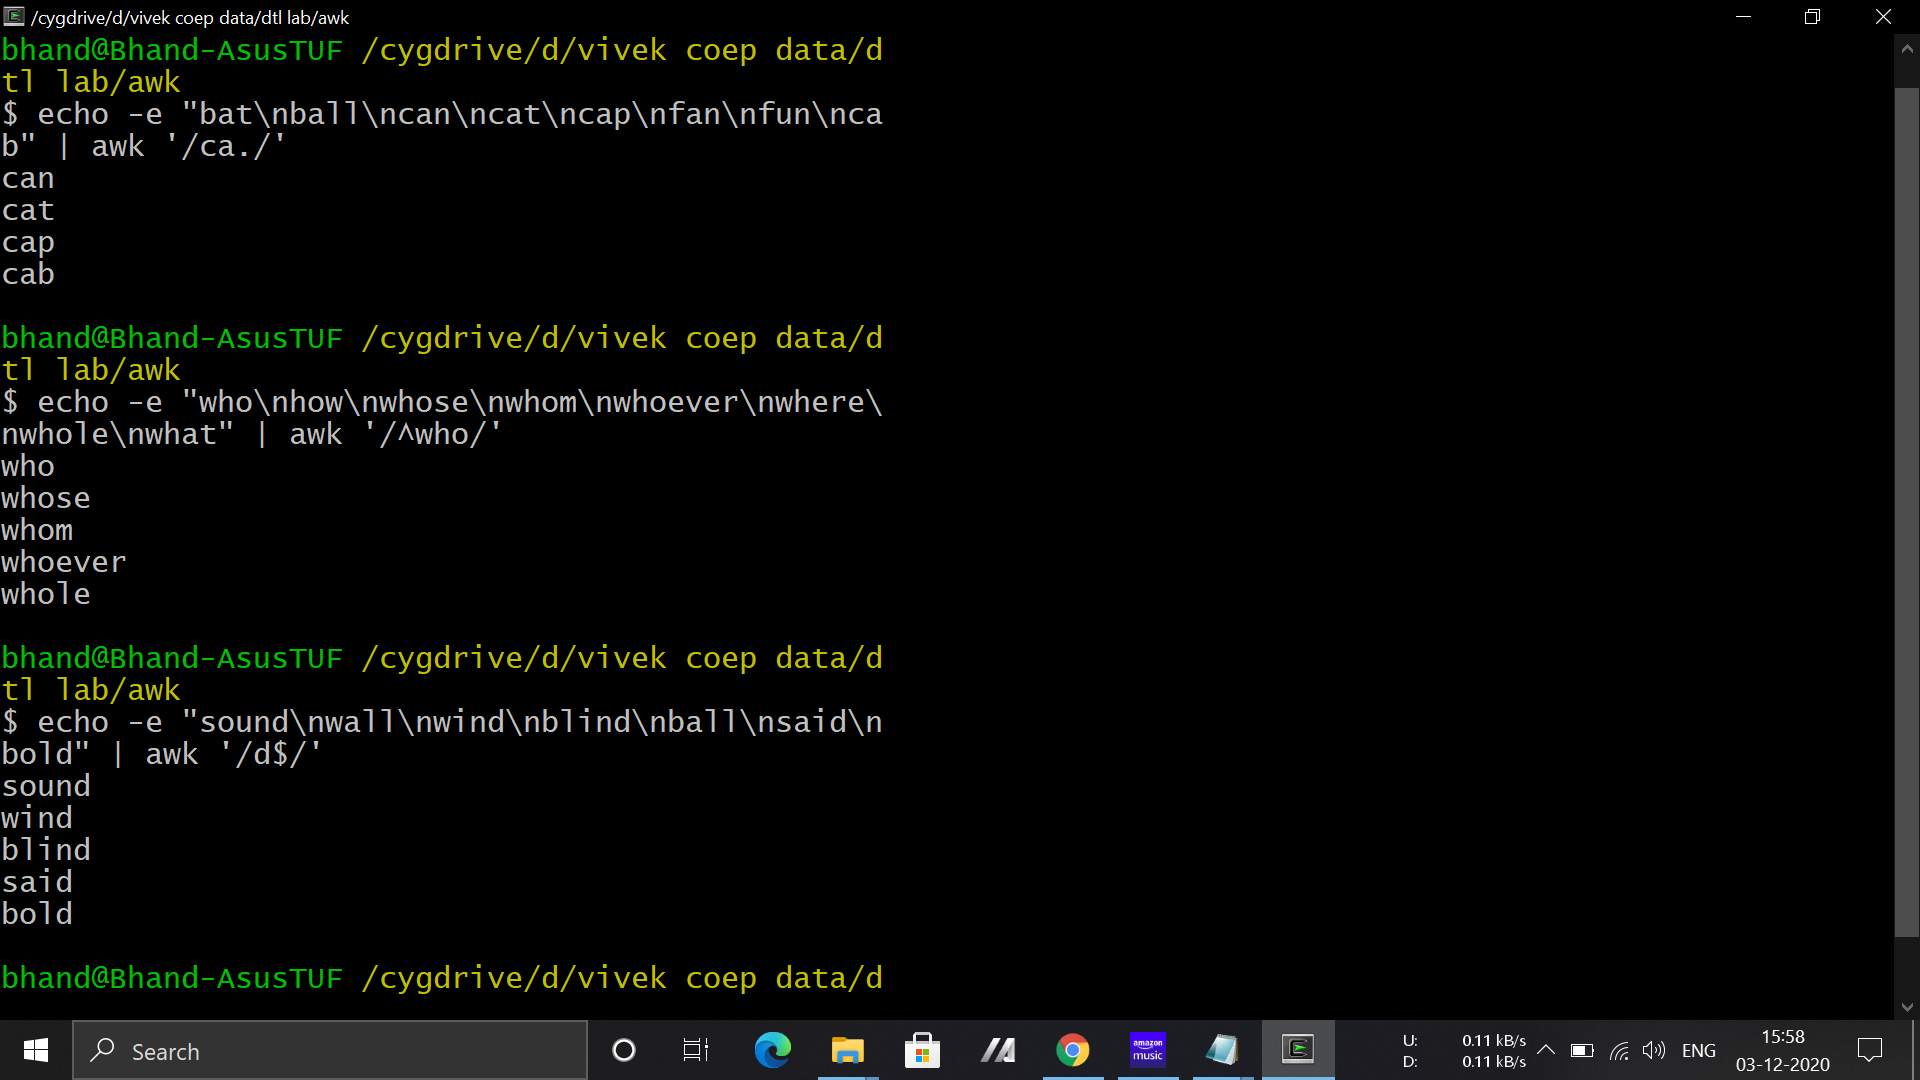 /cygdrive/d/vivek coep data/dtl lab/awk
bhand@Bhand-AsusTUF /cygdrive/d/vivek coep data/d
tl lab/awk
$ echo -e "bat\nball\ncan\ncat\ncap\nfan\nfun\nca
b" | awk '/ca./'
can
cat
cap
cab
bhand@Bhand-AsusTUF /cygdrive/d/vivek coep data/d
tl lab/awk
$ echo -e "who\nhow\nwhose\nwhom\nwhoever\nwhere\
nwhole\nwhat" | awk '/^who/'
who
whose
whom
whoever
whole
bhand@Bhand-AsusTUF /cygdrive/d/vivek coep data/d
tl lab/awk
$ echo -e "sound\nwall\nwind\nblind\nball\nsaid\n
bold" | awk '/d$/'
sound
wind
blind
said
bold
bhand@Bhand-AsusTUF /cygdrive/d/vivek coep data/d
Search
amazon
music
U: 0.11 kB/s
D: 0.11 kB/s
ENG
15:58
03-12-2020